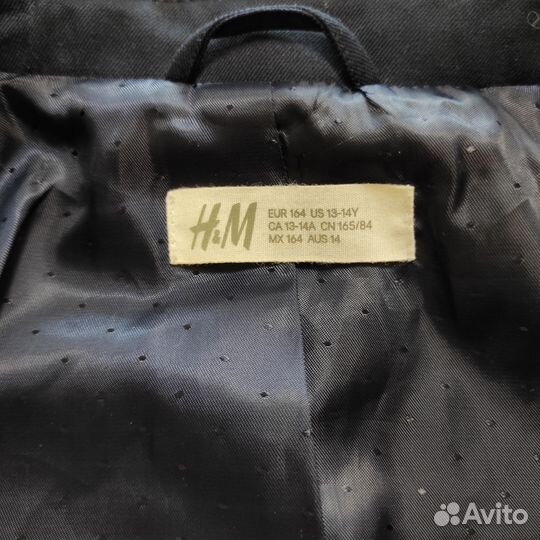 H&M
EUR 164 US 13-14Y
CA 13-14A CN 165/84
MX 164 AUS 14
Avito